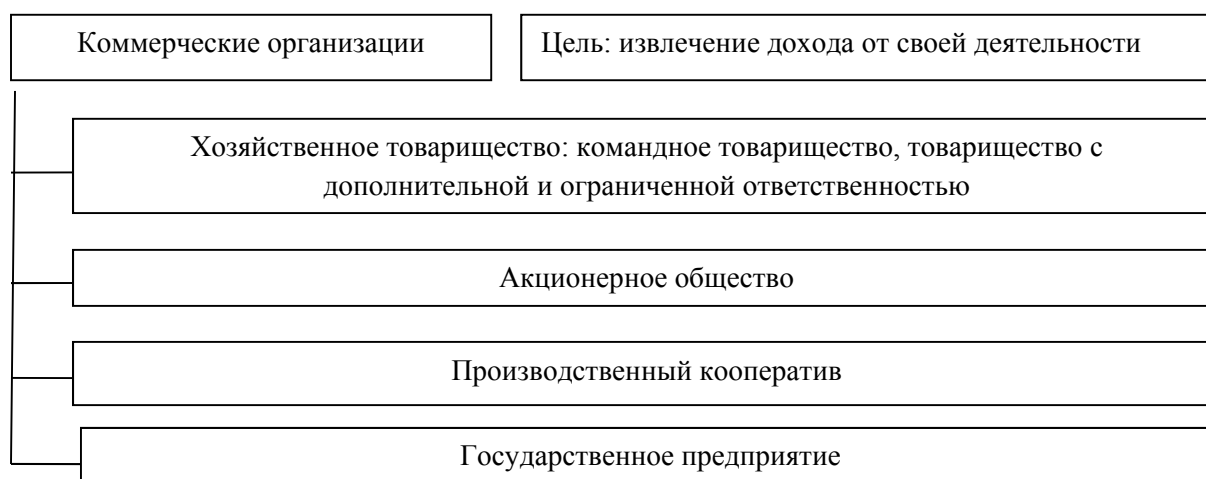 Коммерческие организации
Цель: извлечение дохода от своей деятельности
Хозяйственное товарищество: командное товарищество, товарищество с
дополнительной и ограниченной ответственностью
Акционерное общество
Производственный кооператив
Государственное предприятие